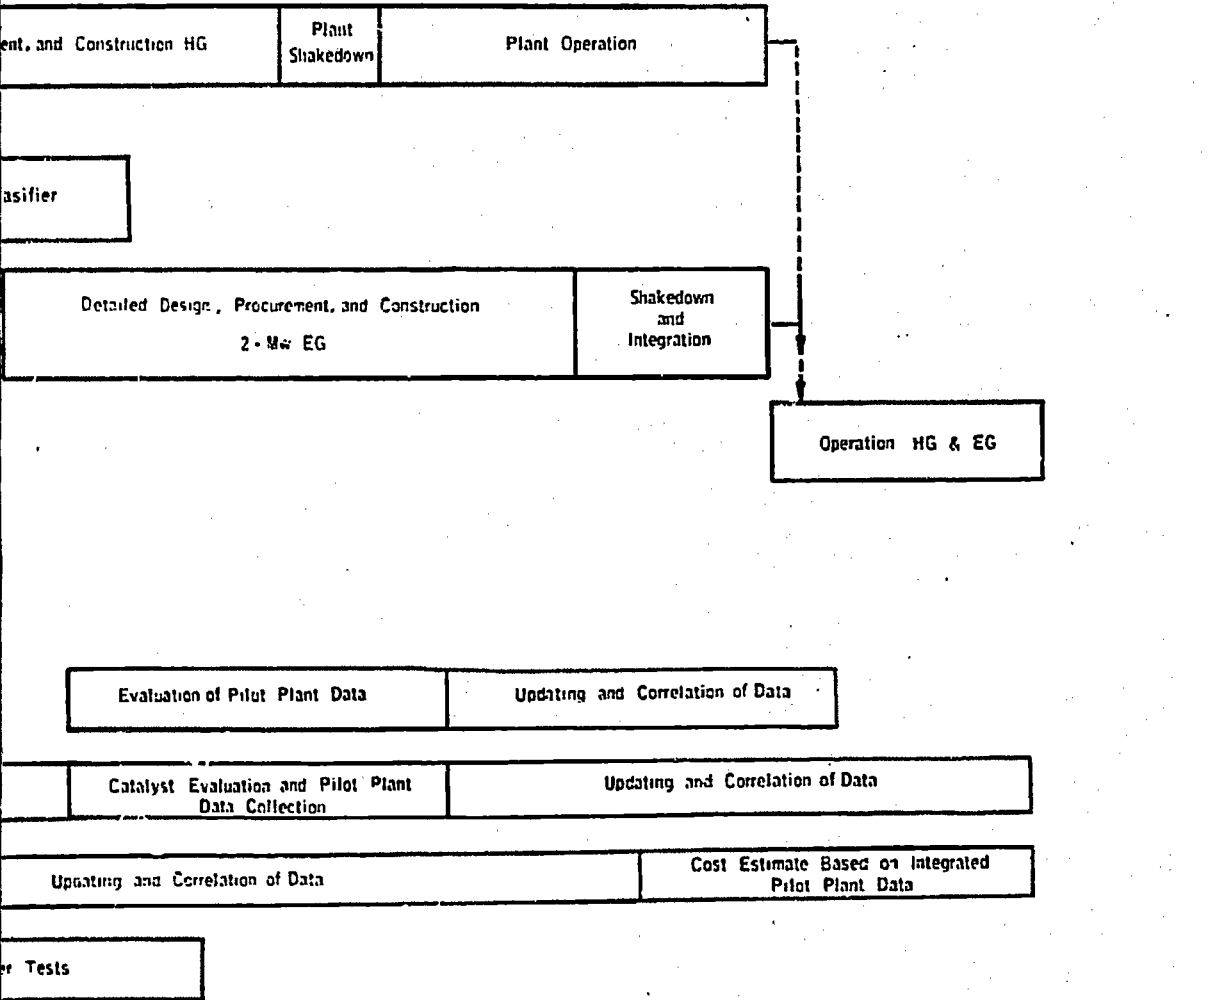 ent, and Construction HG
Plant
Shakedown
Plant Operation
asifier
Detailed Design, Procurement, and Construction
2 - Mw EG
Shakedown
and
Integration
Operation HG & EG
Evaluation of Pilot Plant Data
Updating and Correlation of Data
Catalyst Evaluation and Pilot Plant
Data Collection
Updating and Correlation of Data
Updating and Correlation of Data
Cost Estimate Based on Integrated
Pilot Plant Data
er Tests